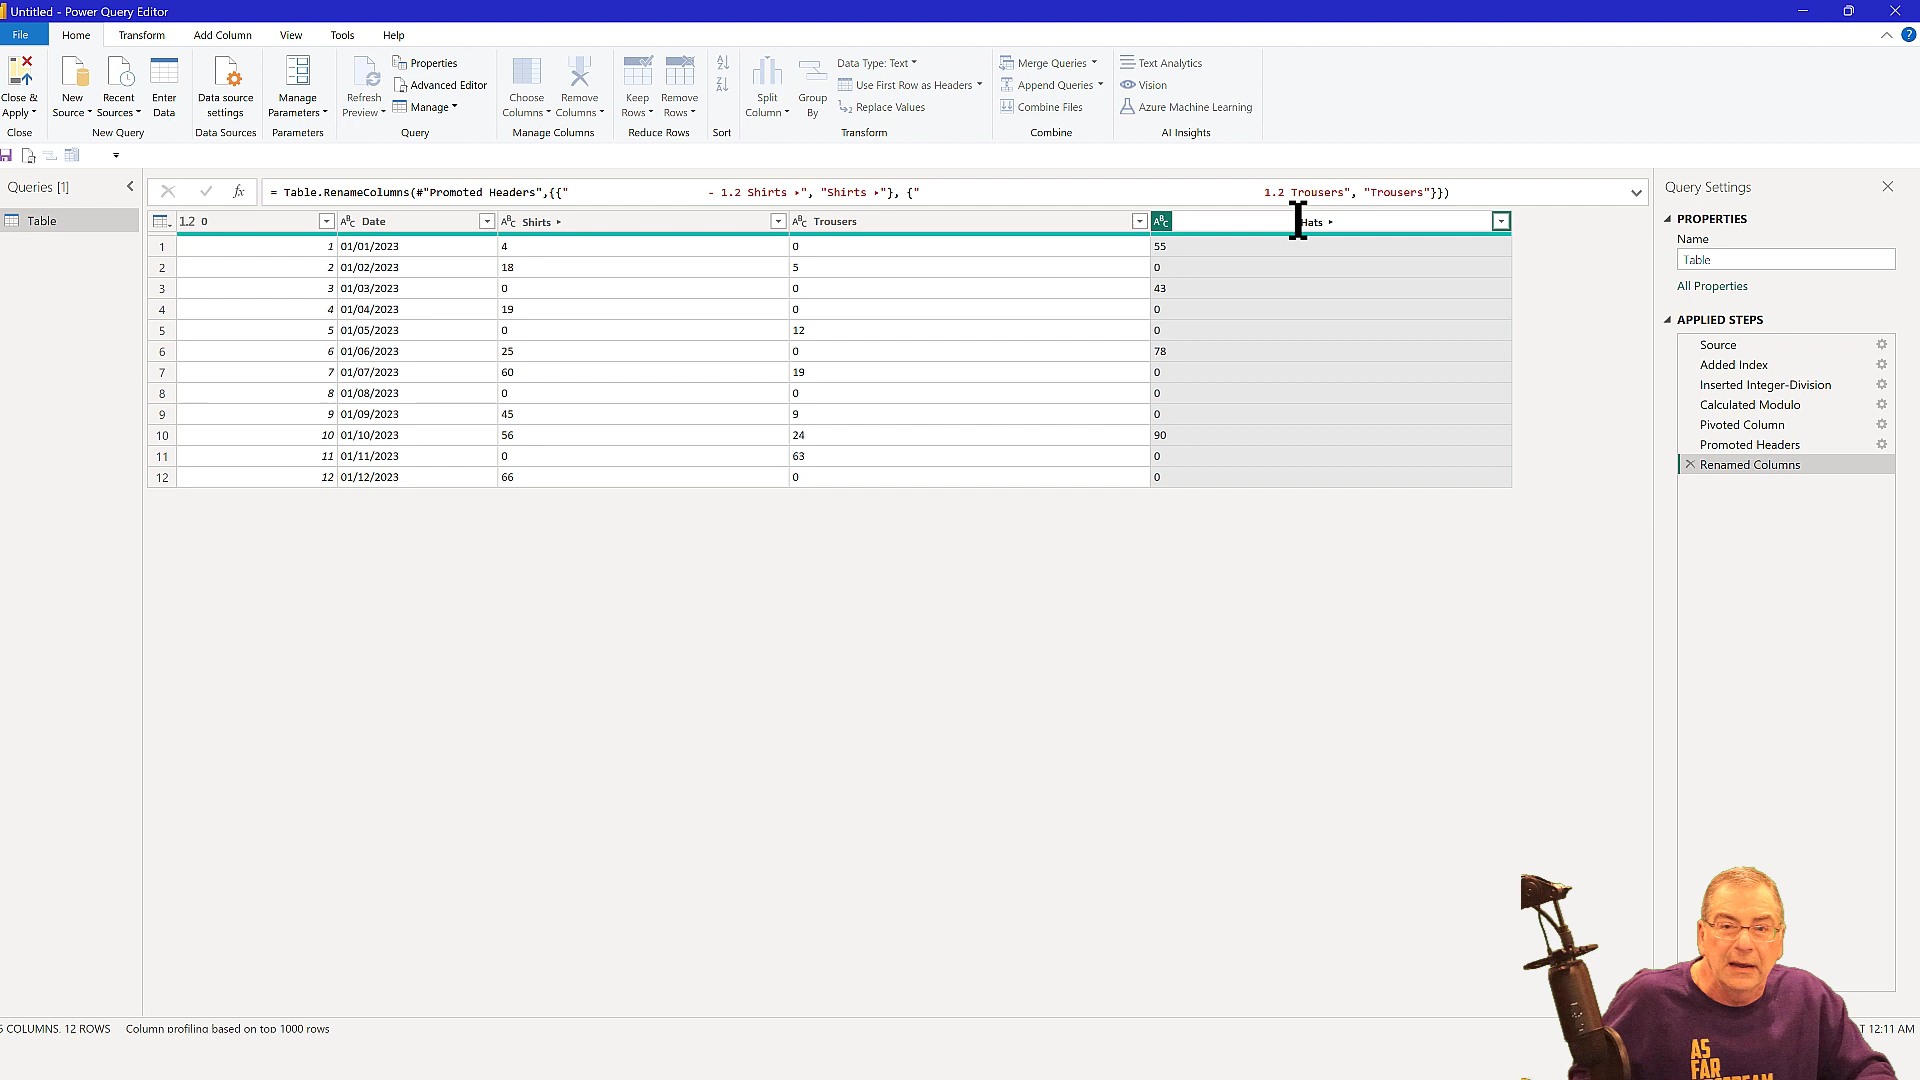 Untitled - Power Query Editor
File Home Transform Add Column View Tools Help
Close & Apply
Close
New Source
Recent Sources
Enter Data
New Query
Data source settings
Data Sources
Manage Parameters
Parameters
Refresh Preview
Properties
Advanced Editor
Manage
Query
Choose Columns
Remove Columns
Manage Columns
Keep Rows
Remove Rows
Reduce Rows
Sort
Split Column
Group By
Data Type: Text
Use First Row as Headers
Replace Values
Transform
Merge Queries
Append Queries
Combine Files
Combine
Text Analytics
Vision
Azure Machine Learning
AI Insights
Queries [1]
Table
fx
= Table.RenameColumns(#"Promoted Headers",{{" - 1.2 Shirts ▸", "Shirts ▸"}, {" 1.2 Trousers", "Trousers"}})
1.2 0 ABC Date ABC Shirts ▸ ABC Trousers ABC Hats ▸
1 1 01/01/2023 4 0 55
2 2 01/02/2023 18 5 0
3 3 01/03/2023 0 0 43
4 4 01/04/2023 19 0 0
5 5 01/05/2023 0 12 0
6 6 01/06/2023 25 0 78
7 7 01/07/2023 60 19 0
8 8 01/08/2023 0 0 0
9 9 01/09/2023 45 9 0
10 10 01/10/2023 56 24 90
11 11 01/11/2023 0 63 0
12 12 01/12/2023 66 0 0
Query Settings
PROPERTIES
Name
Table
All Properties
APPLIED STEPS
Source
Added Index
Inserted Integer-Division
Calculated Modulo
Pivoted Column
Promoted Headers
Renamed Columns
5 COLUMNS, 12 ROWS Column profiling based on top 1000 rows
T 12:11 AM
AS
FAR